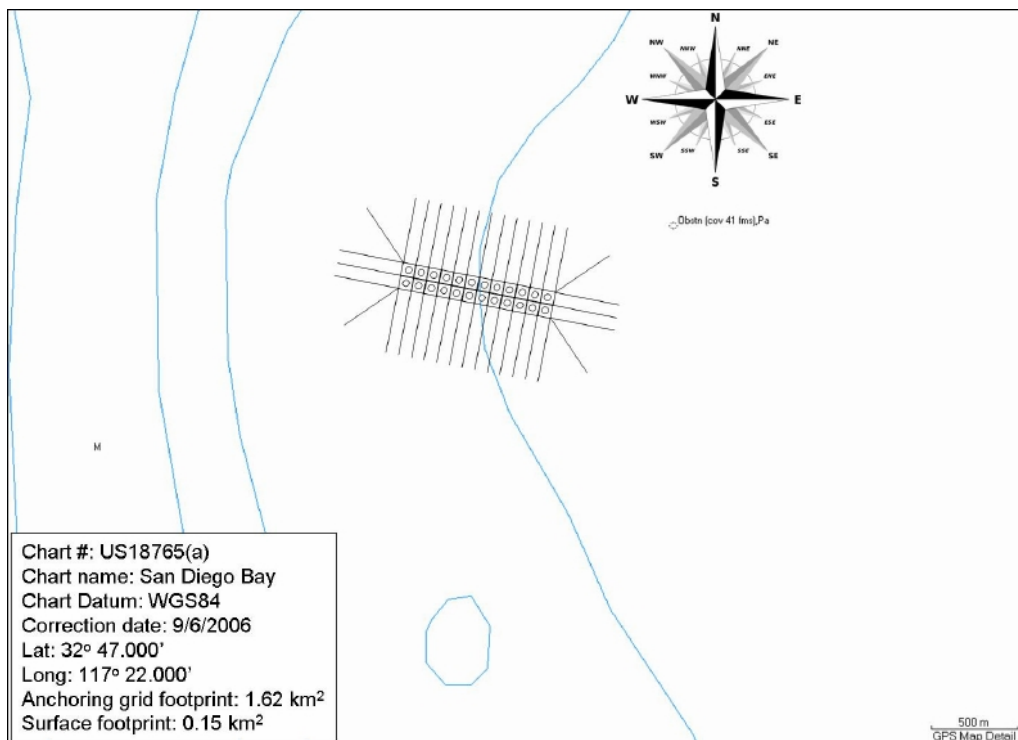 N
NW
NNW
NNE
NE
WNW
ENE
W
E
WSW
ESE
SW
SSW
SSE
SE
S
Obstn (cov 41 fms),Pa
M
Chart #: US18765(a)
Chart name: San Diego Bay
Chart Datum: WGS84
Correction date: 9/6/2006
Lat: 32º 47.000'
Long: 117º 22.000'
Anchoring grid footprint: 1.62 km²
Surface footprint: 0.15 km²
500 m
GPS Map Detail